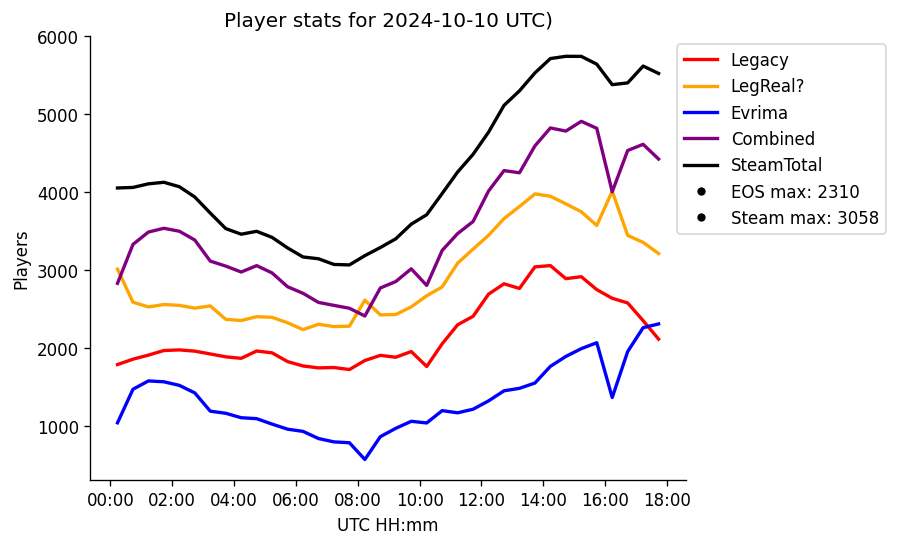 Player stats for 2024-10-10 UTC)
6000
5000
4000
3000
2000
1000
Players
00:00 02:00 04:00 06:00 08:00 10:00 12:00 14:00 16:00 18:00
UTC HH:mm
Legacy
LegReal?
Evrima
Combined
SteamTotal
EOS max: 2310
Steam max: 3058